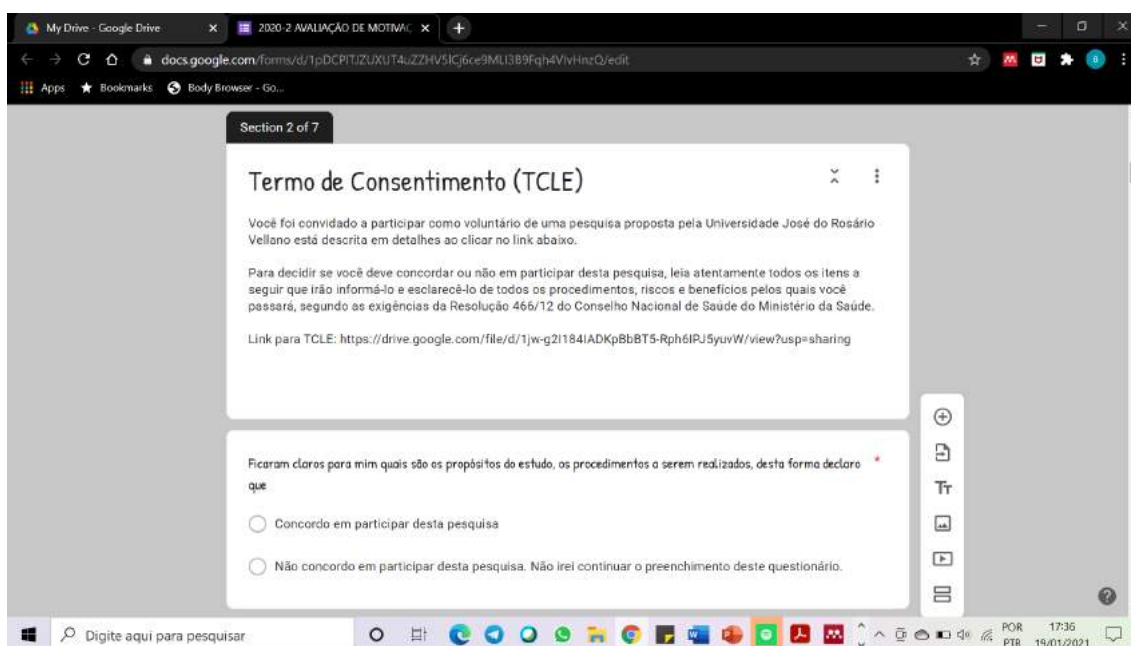 My Drive - Google Drive
2020-2 AVALIAÇÃO DE MOTIVAÇ
docs.google.com/forms/d/
/edit
Apps
Bookmarks
Body Browser - Go...
Section 2 of 7
Termo de Consentimento (TCLE)
Você foi convidado a participar como voluntário de uma pesquisa proposta pela Universidade José do Rosário
Vellano está descrita em detalhes ao clicar no link abaixo.
Para decidir se você deve concordar ou não em participar desta pesquisa, leia atentamente todos os itens a
seguir que irão informá-lo e esclarecê-lo de todos os procedimentos, riscos e benefícios pelos quais você
passará, segundo as exigências da Resolução 466/12 do Conselho Nacional de Saúde do Ministério da Saúde.
Link para TCLE: https://drive.google.com/file/d/1jw-g2I184IADKpBbBT5-Rph6IPJ5yuvW/view?usp=sharing
Ficaram claros para mim quais são os propósitos do estudo, os procedimentos a serem realizados, desta forma declaro *
que
Concordo em participar desta pesquisa
Não concordo em participar desta pesquisa. Não irei continuar o preenchimento deste questionário.
Digite aqui para pesquisar
POR
PTB
17:36
19/01/2021